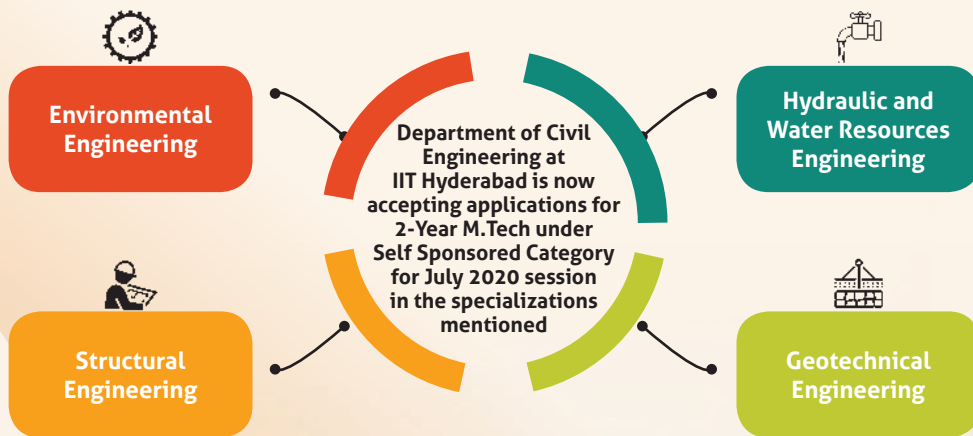 Environmental
Engineering
Hydraulic and
Water Resources
Engineering
Department of Civil
Engineering at
IIT Hyderabad is now
accepting applications for
2-Year M.Tech under
Self Sponsored Category
for July 2020 session
in the specializations
mentioned
Structural
Engineering
Geotechnical
Engineering